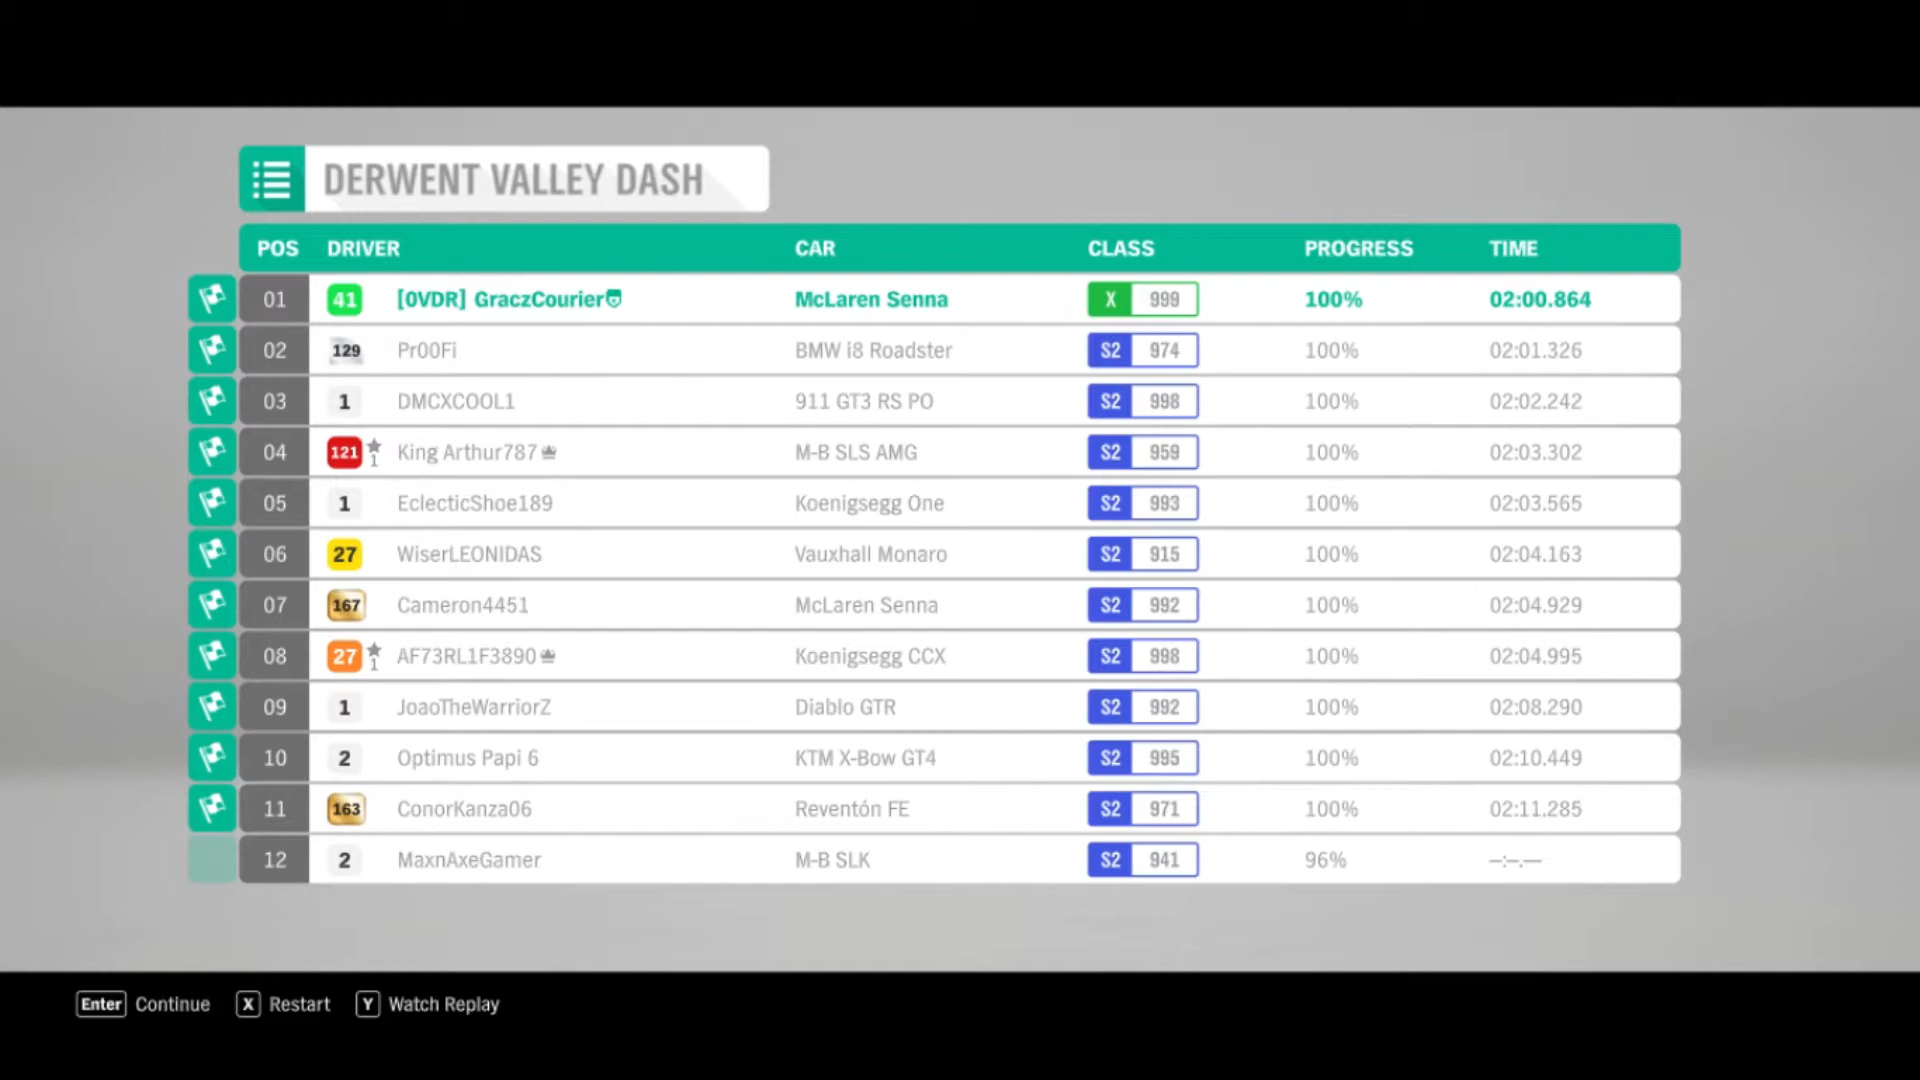 DERWENT VALLEY DASH
POS DRIVER CAR CLASS PROGRESS TIME
01 41 [0VDR] GraczCourier McLaren Senna X 999 100% 02:00.864
02 129 Pr00Fi BMW i8 Roadster S2 974 100% 02:01.326
03 1 DMCXCOOL1 911 GT3 RS PO S2 998 100% 02:02.242
04 121 1 King Arthur787 M-B SLS AMG S2 959 100% 02:03.302
05 1 EclecticShoe189 Koenigsegg One S2 993 100% 02:03.565
06 27 WiserLEONIDAS Vauxhall Monaro S2 915 100% 02:04.163
07 167 Cameron4451 McLaren Senna S2 992 100% 02:04.929
08 27 1 AF73RL1F3890 Koenigsegg CCX S2 998 100% 02:04.995
09 1 JoaoTheWarriorZ Diablo GTR S2 992 100% 02:08.290
10 2 Optimus Papi 6 KTM X-Bow GT4 S2 995 100% 02:10.449
11 163 ConorKanza06 Reventón FE S2 971 100% 02:11.285
12 2 MaxnAxeGamer M-B SLK S2 941 96% –:–.––
Enter Continue X Restart Y Watch Replay